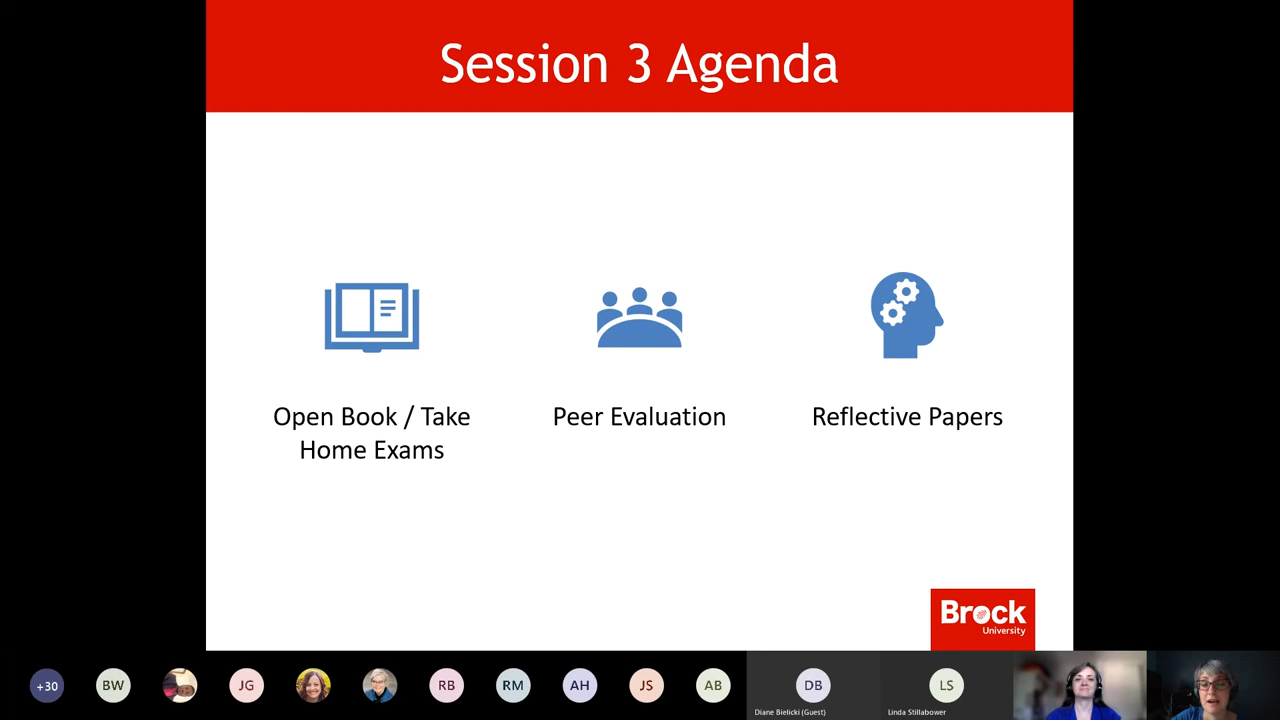 Session 3 Agenda
Open Book / Take
Home Exams
Peer Evaluation
Reflective Papers
Brock
University
+30
BW
JG
RB
RM
AH
JS
AB
DB
LS
Diane Bielicki (Guest)
Linda Stillabower